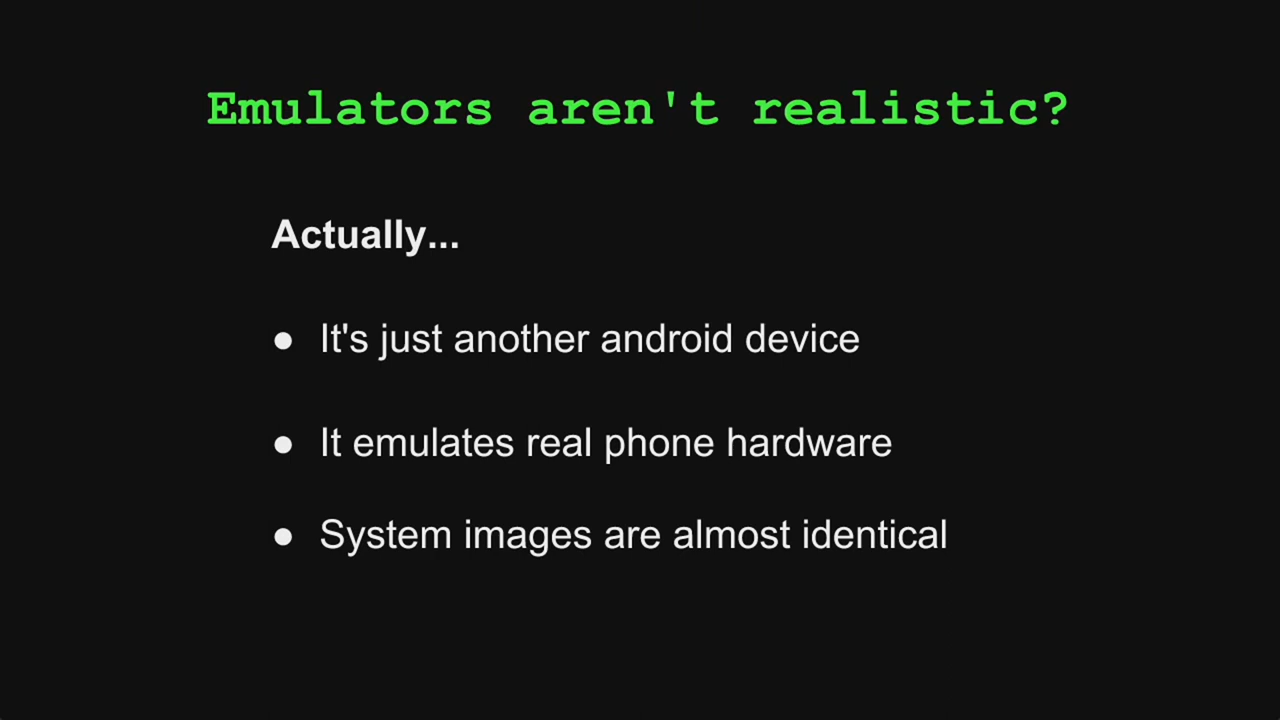 Emulators aren't realistic?
Actually...
● It's just another android device
● It emulates real phone hardware
● System images are almost identical